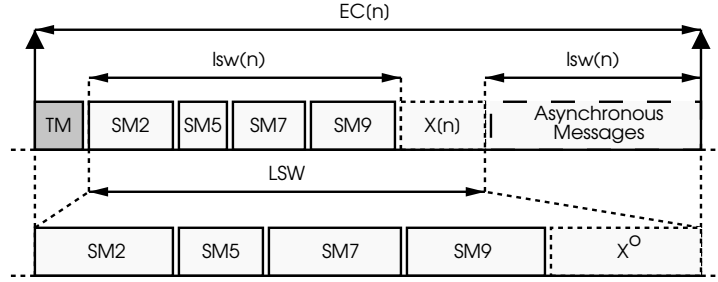 EC(n)
lsw(n) lsw(n)
TM SM2 SM5 SM7 SM9 X(n) Asynchronous
Messages
LSW
SM2 SM5 SM7 SM9 X^O